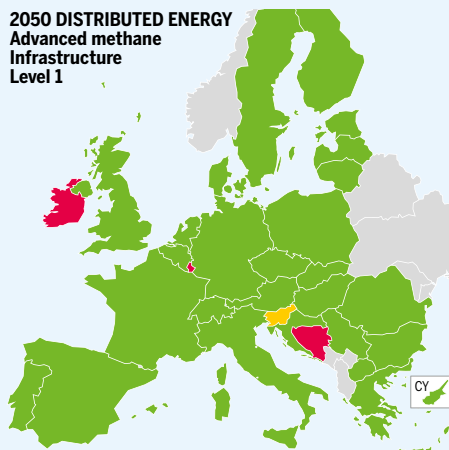 2050 DISTRIBUTED ENERGY
Advanced methane
Infrastructure
Level 1
CY